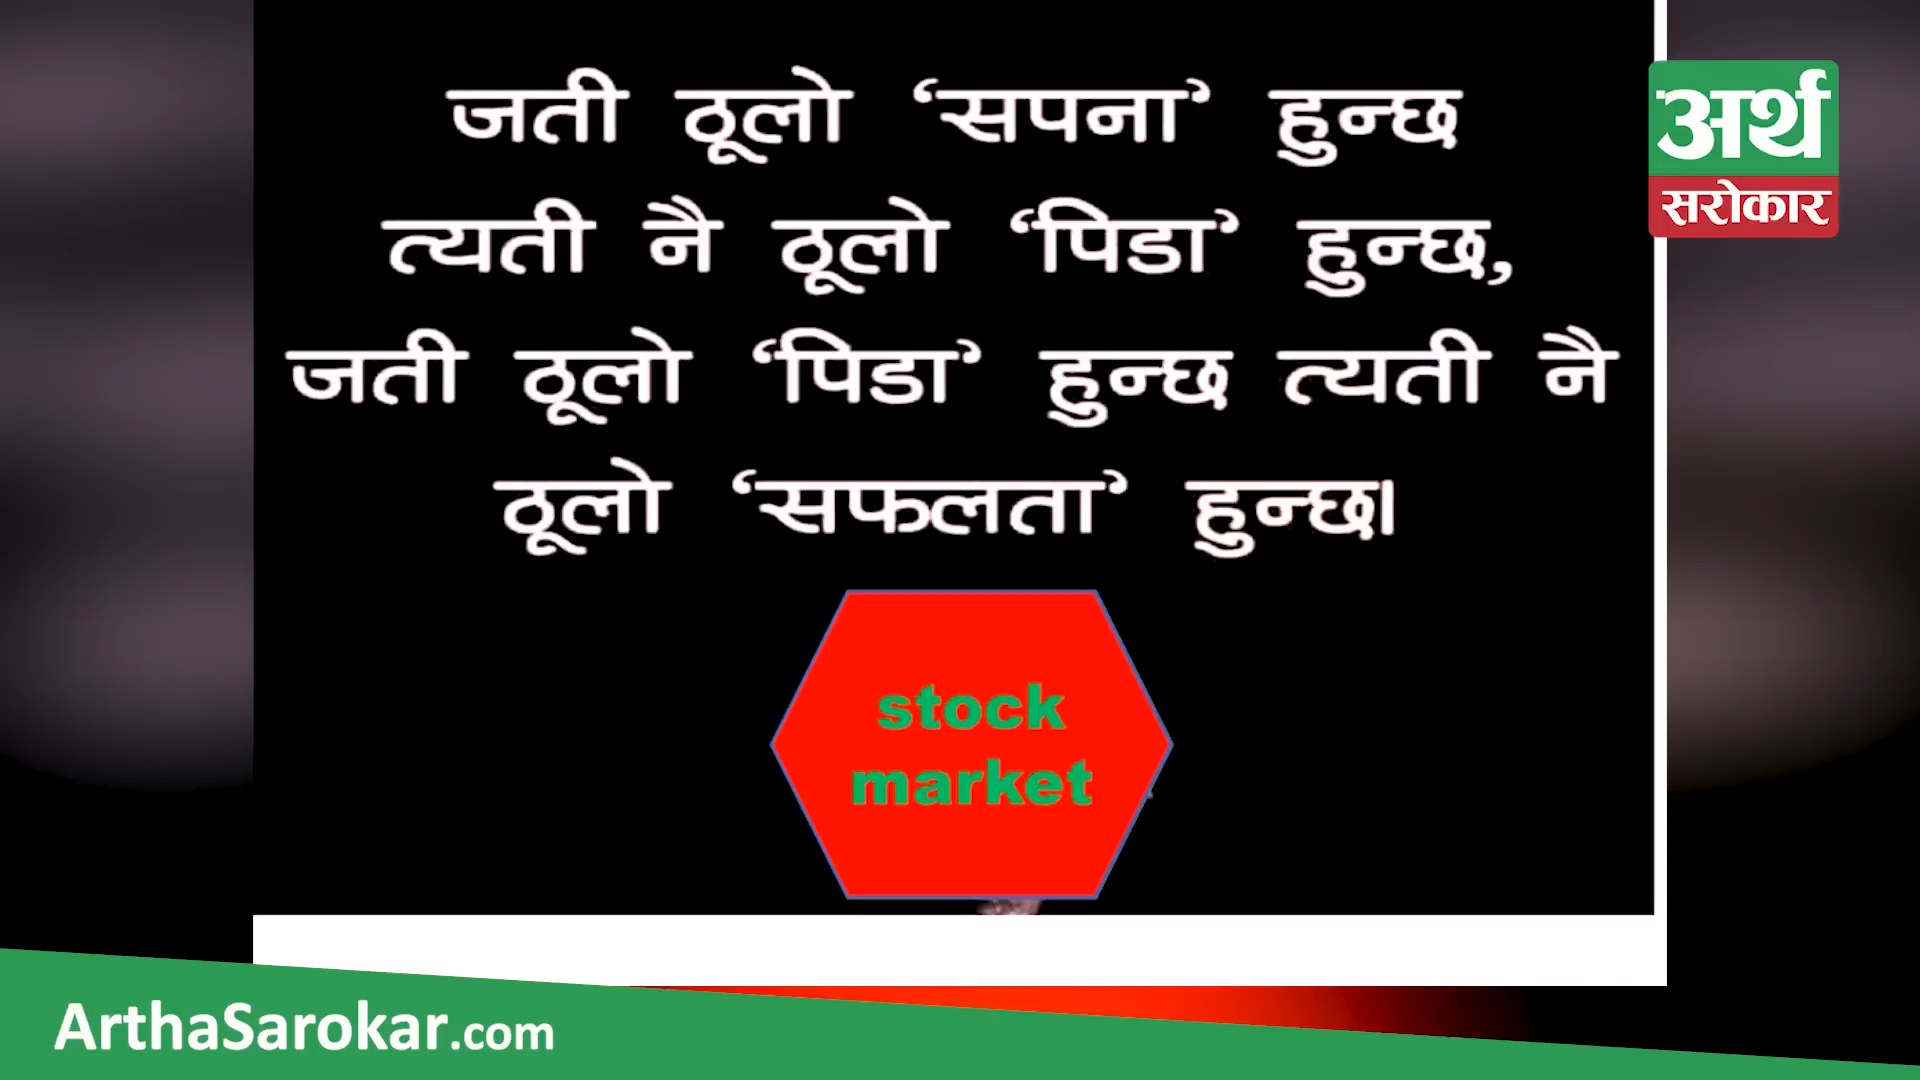 जती ठूलो ‘सपना’ हुन्छ
त्यती नै ठूलो ‘पिडा’ हुन्छ,
जती ठूलो ‘पिडा’ हुन्छ त्यती नै
ठूलो ‘सफलता’ हुन्छ।
अर्थ
सरोकार
stock
market
ArthaSarokar.com